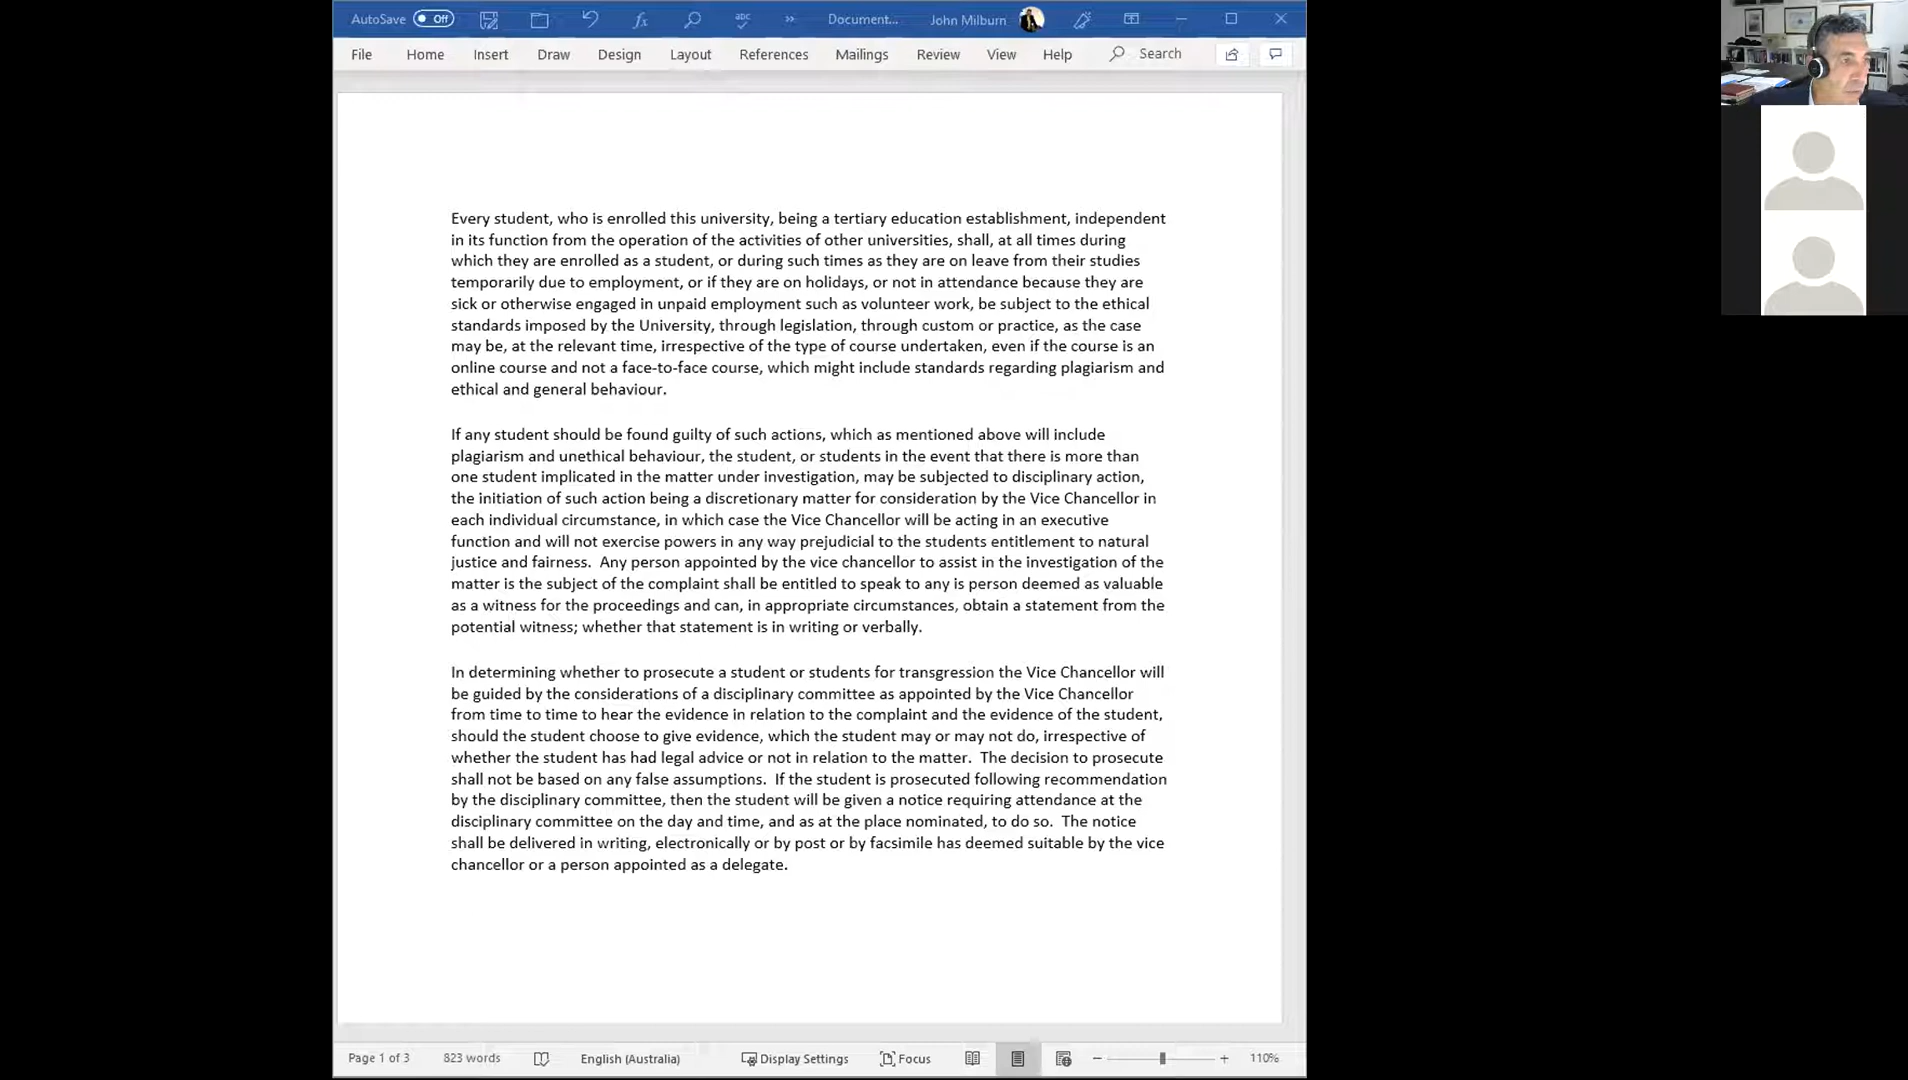 AutoSave Off Document... John Milburn
File Home Insert Draw Design Layout References Mailings Review View Help Search
Every student, who is enrolled this university, being a tertiary education establishment, independent
in its function from the operation of the activities of other universities, shall, at all times during
which they are enrolled as a student, or during such times as they are on leave from their studies
temporarily due to employment, or if they are on holidays, or not in attendance because they are
sick or otherwise engaged in unpaid employment such as volunteer work, be subject to the ethical
standards imposed by the University, through legislation, through custom or practice, as the case
may be, at the relevant time, irrespective of the type of course undertaken, even if the course is an
online course and not a face-to-face course, which might include standards regarding plagiarism and
ethical and general behaviour.
If any student should be found guilty of such actions, which as mentioned above will include
plagiarism and unethical behaviour, the student, or students in the event that there is more than
one student implicated in the matter under investigation, may be subjected to disciplinary action,
the initiation of such action being a discretionary matter for consideration by the Vice Chancellor in
each individual circumstance, in which case the Vice Chancellor will be acting in an executive
function and will not exercise powers in any way prejudicial to the students entitlement to natural
justice and fairness.  Any person appointed by the vice chancellor to assist in the investigation of the
matter is the subject of the complaint shall be entitled to speak to any is person deemed as valuable
as a witness for the proceedings and can, in appropriate circumstances, obtain a statement from the
potential witness; whether that statement is in writing or verbally.
In determining whether to prosecute a student or students for transgression the Vice Chancellor will
be guided by the considerations of a disciplinary committee as appointed by the Vice Chancellor
from time to time to hear the evidence in relation to the complaint and the evidence of the student,
should the student choose to give evidence, which the student may or may not do, irrespective of
whether the student has had legal advice or not in relation to the matter.  The decision to prosecute
shall not be based on any false assumptions.  If the student is prosecuted following recommendation
by the disciplinary committee, then the student will be given a notice requiring attendance at the
disciplinary committee on the day and time, and as at the place nominated, to do so.  The notice
shall be delivered in writing, electronically or by post or by facsimile has deemed suitable by the vice
chancellor or a person appointed as a delegate.
Page 1 of 3 823 words English (Australia) Display Settings Focus 110%